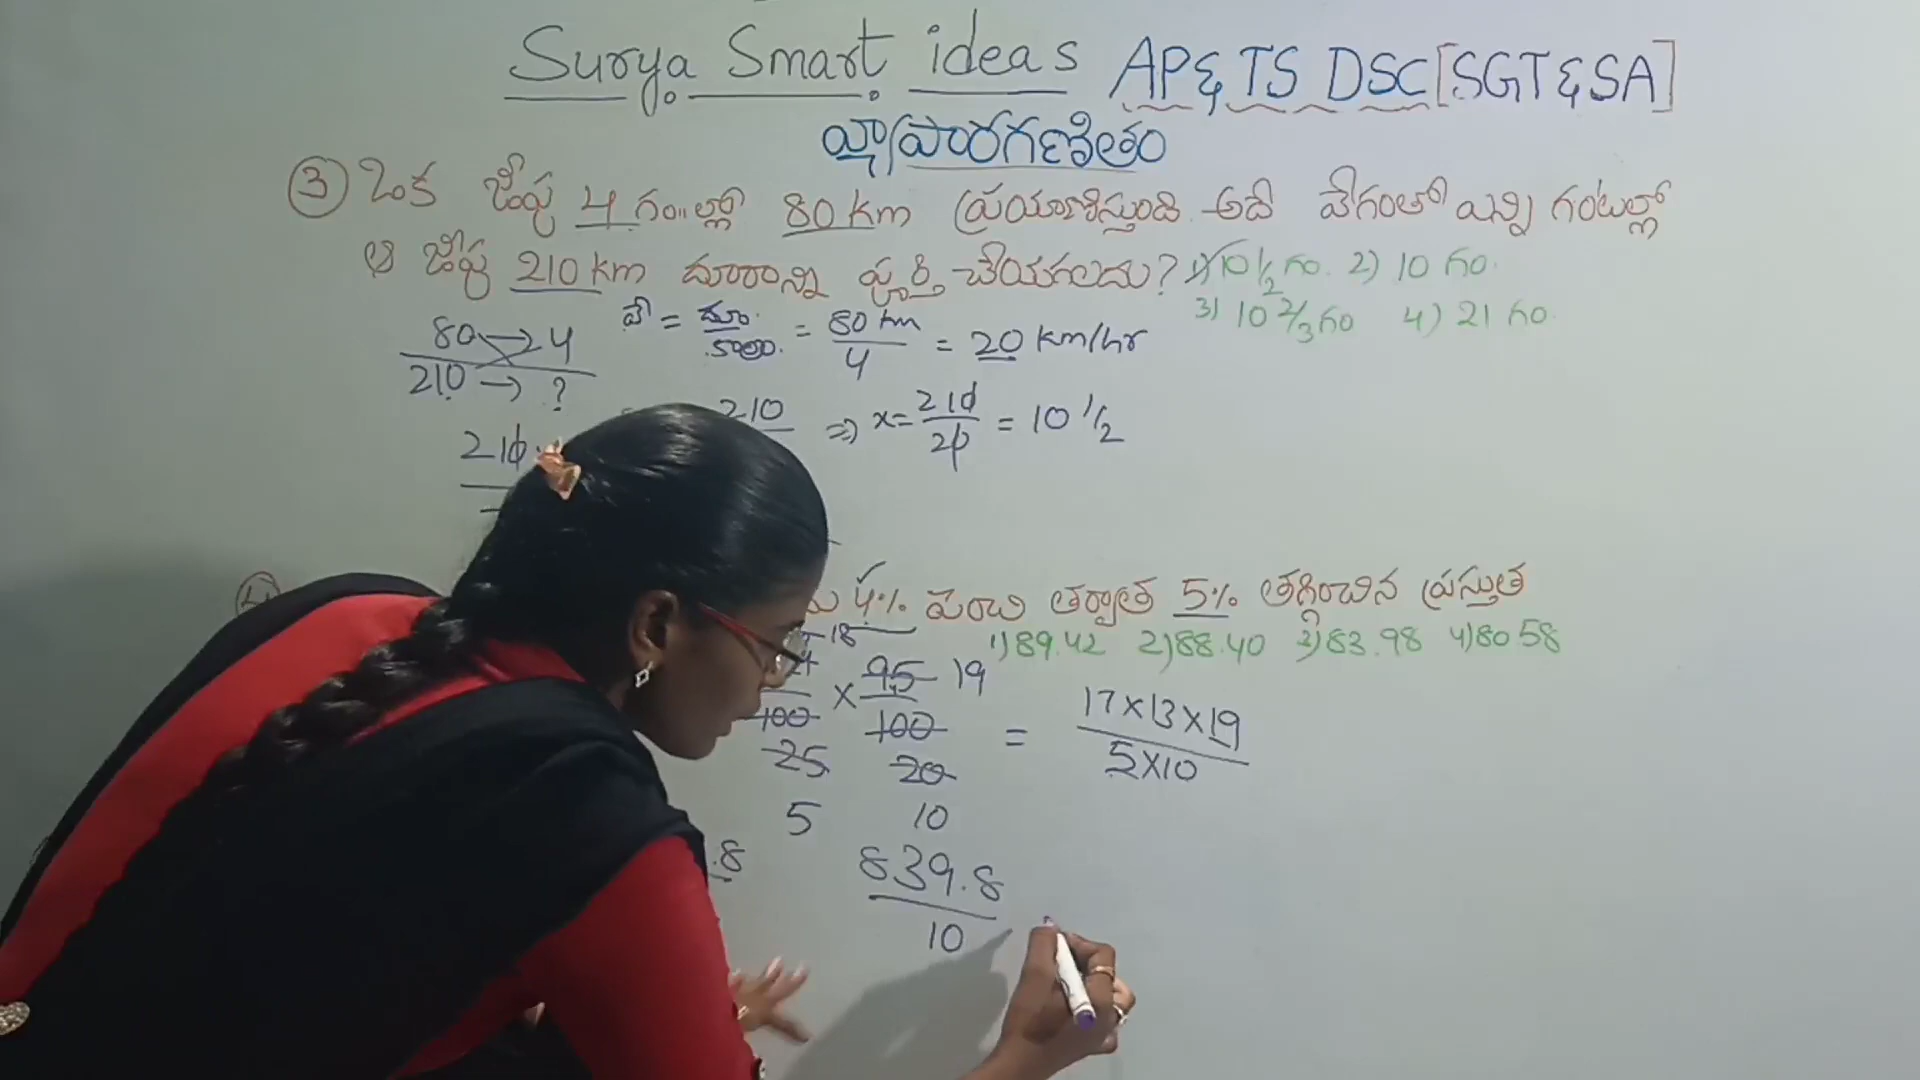 Surya Smart ideas AP & TS DSC [SGT & SA]
వ్యాపారగణితం
③ ఒక జీపు 4 గం॥ల్లో 80 km ప్రయాణిస్తుంది. అదే వేగంతో ఎన్ని గంటల్లో
ఆ జీపు 210 km దూరాన్ని పూర్తి చేయగలదు? 1) 10 1/2 గం. 2) 10 గం.
3) 10 2/3 గం 4) 21 గం.
80 → 4
210 → ?
వే = దూ. / కాలం. = 80 km / 4 = 20 km/hr
210 ⇒ x = 210 / 20 = 10 1/2
210
4% పెంచి తర్వాత 5% తగ్గించిన ప్రస్తుత
1) 89.42 2) 88.40 3) 83.98 4) 80.58
100 × 95 / 100 19
25 20
5 10
= 17×13×19 / 5×10
.8
839.8 / 10